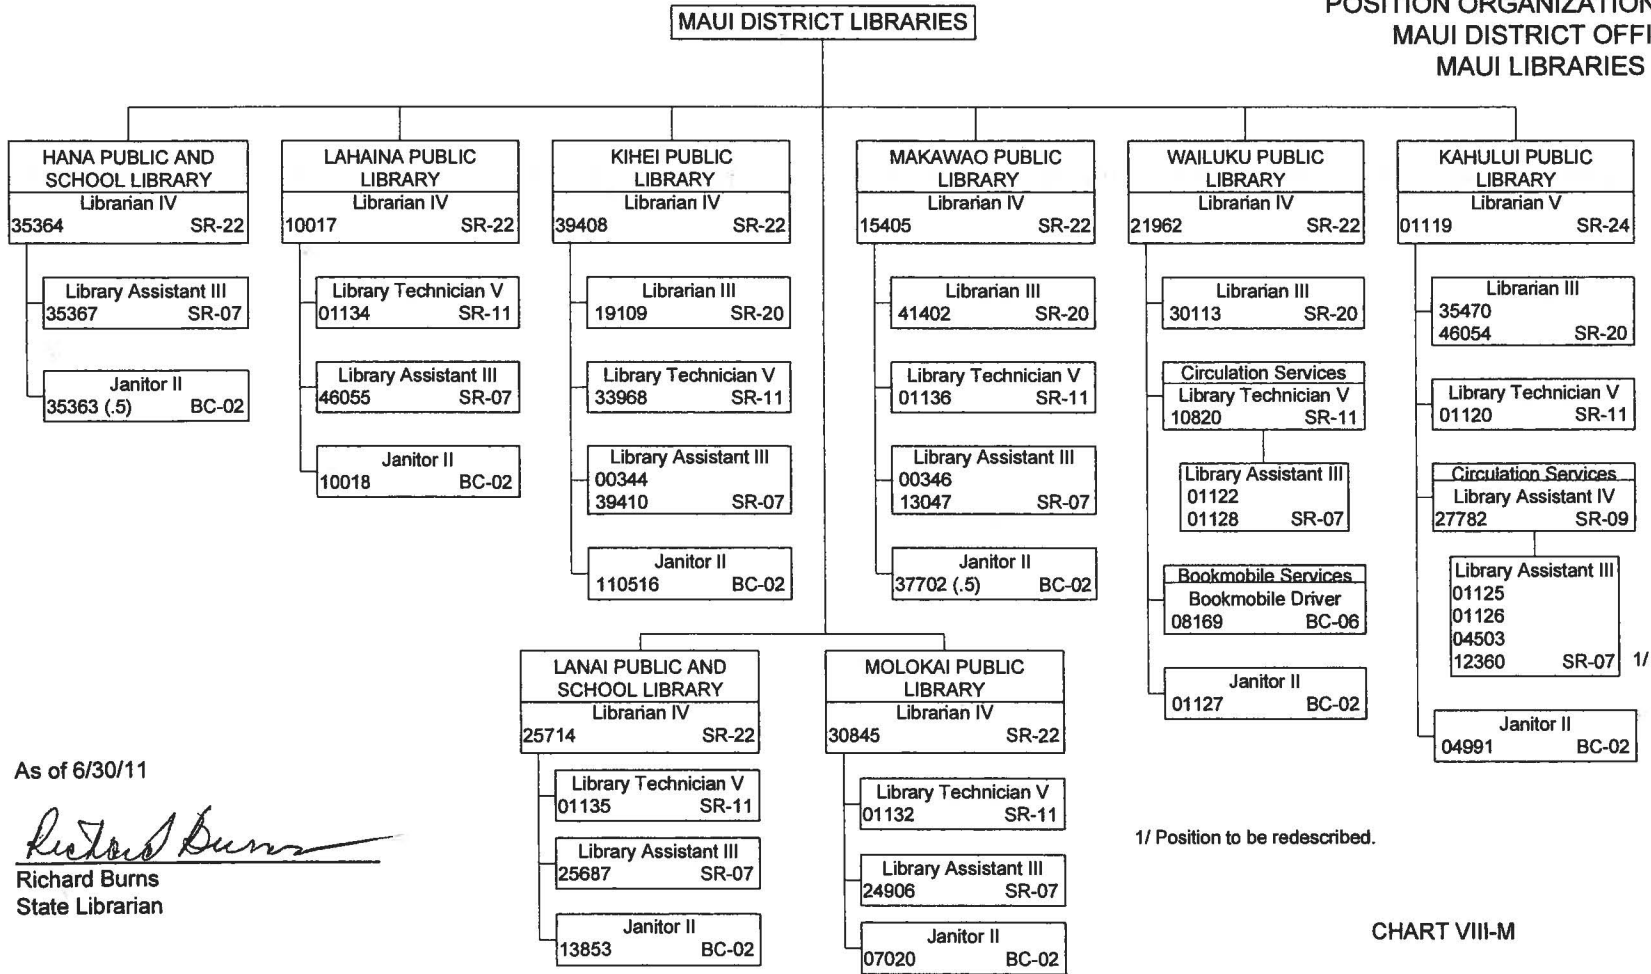 POSITION ORGANIZATION
MAUI DISTRICT OFFI
MAUI LIBRARIES
MAUI DISTRICT LIBRARIES
HANA PUBLIC AND
SCHOOL LIBRARY
Librarian IV
35364 SR-22
Library Assistant III
35367 SR-07
Janitor II
35363 (.5) BC-02
LAHAINA PUBLIC
LIBRARY
Librarian IV
10017 SR-22
Library Technician V
01134 SR-11
Library Assistant III
46055 SR-07
Janitor II
10018 BC-02
KIHEI PUBLIC
LIBRARY
Librarian IV
39408 SR-22
Librarian III
19109 SR-20
Library Technician V
33968 SR-11
Library Assistant III
00344
39410 SR-07
Janitor II
110516 BC-02
MAKAWAO PUBLIC
LIBRARY
Librarian IV
15405 SR-22
Librarian III
41402 SR-20
Library Technician V
01136 SR-11
Library Assistant III
00346
13047 SR-07
Janitor II
37702 (.5) BC-02
WAILUKU PUBLIC
LIBRARY
Librarian IV
21962 SR-22
Librarian III
30113 SR-20
Circulation Services
Library Technician V
10820 SR-11
Library Assistant III
01122
01128 SR-07
Bookmobile Services
Bookmobile Driver
08169 BC-06
Janitor II
01127 BC-02
KAHULUI PUBLIC
LIBRARY
Librarian V
01119 SR-24
Librarian III
35470
46054 SR-20
Library Technician V
01120 SR-11
Circulation Services
Library Assistant IV
27782 SR-09
Library Assistant III
01125
01126
04503
12360 SR-07 1/
Janitor II
04991 BC-02
LANAI PUBLIC AND
SCHOOL LIBRARY
Librarian IV
25714 SR-22
Library Technician V
01135 SR-11
Library Assistant III
25687 SR-07
Janitor II
13853 BC-02
MOLOKAI PUBLIC
LIBRARY
Librarian IV
30845 SR-22
Library Technician V
01132 SR-11
Library Assistant III
24906 SR-07
Janitor II
07020 BC-02
As of 6/30/11
Richard Burns
Richard Burns
State Librarian
1/ Position to be redescribed.
CHART VIII-M